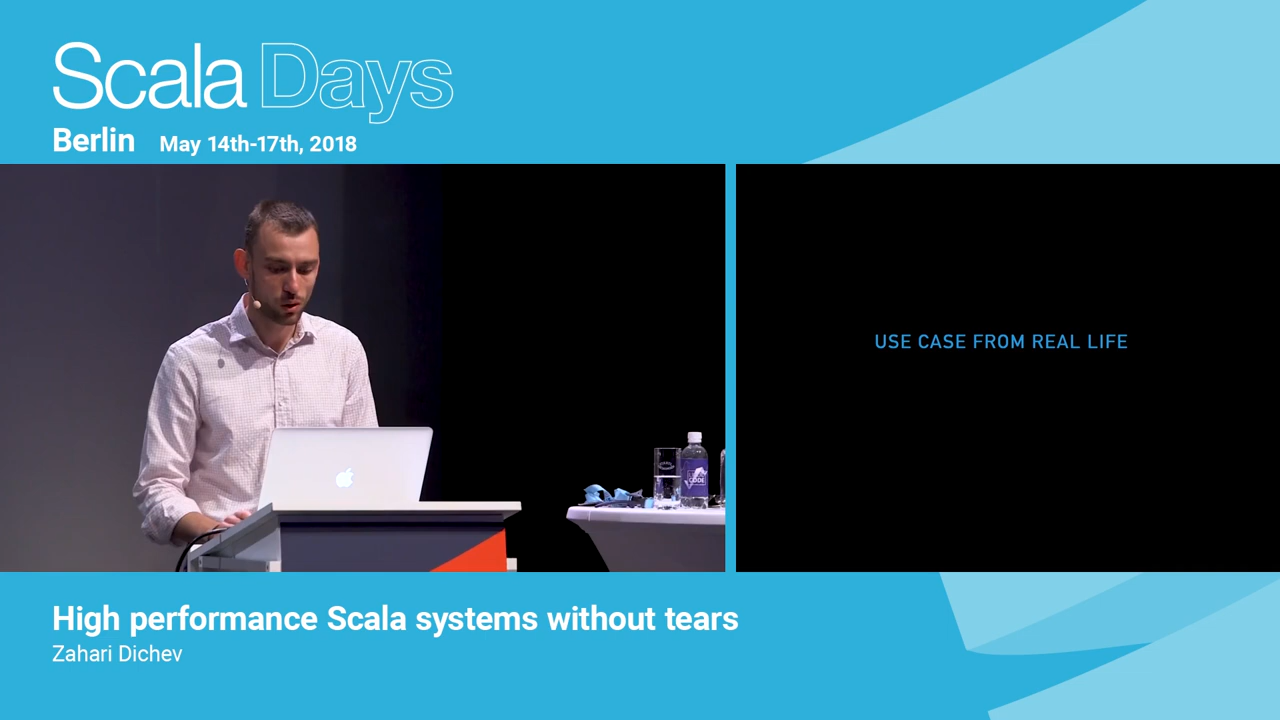 Scala Days
Berlin May 14th-17th, 2018
USE CASE FROM REAL LIFE
CODE
High performance Scala systems without tears
Zahari Dichev